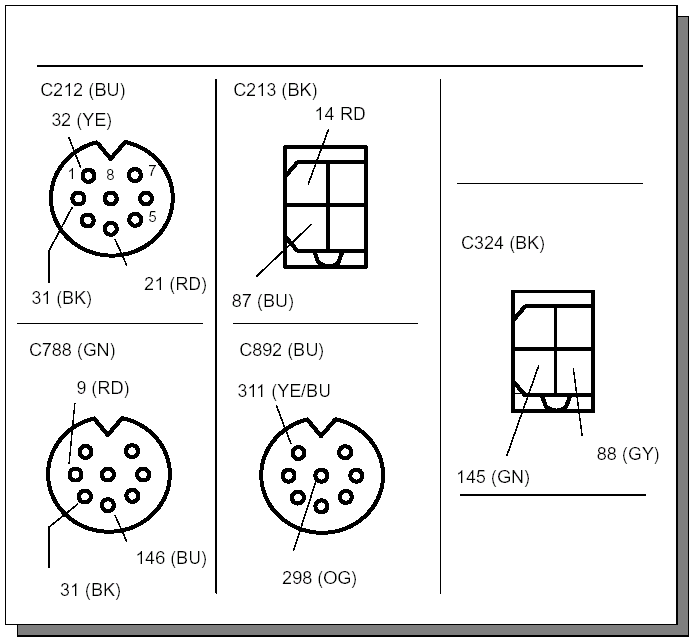 C212 (BU)
32 (YE)
1 8 7
5
21 (RD)
31 (BK)
C213 (BK)
14 RD
87 (BU)
C324 (BK)
88 (GY)
145 (GN)
C788 (GN)
9 (RD)
146 (BU)
31 (BK)
C892 (BU)
311 (YE/BU
298 (OG)